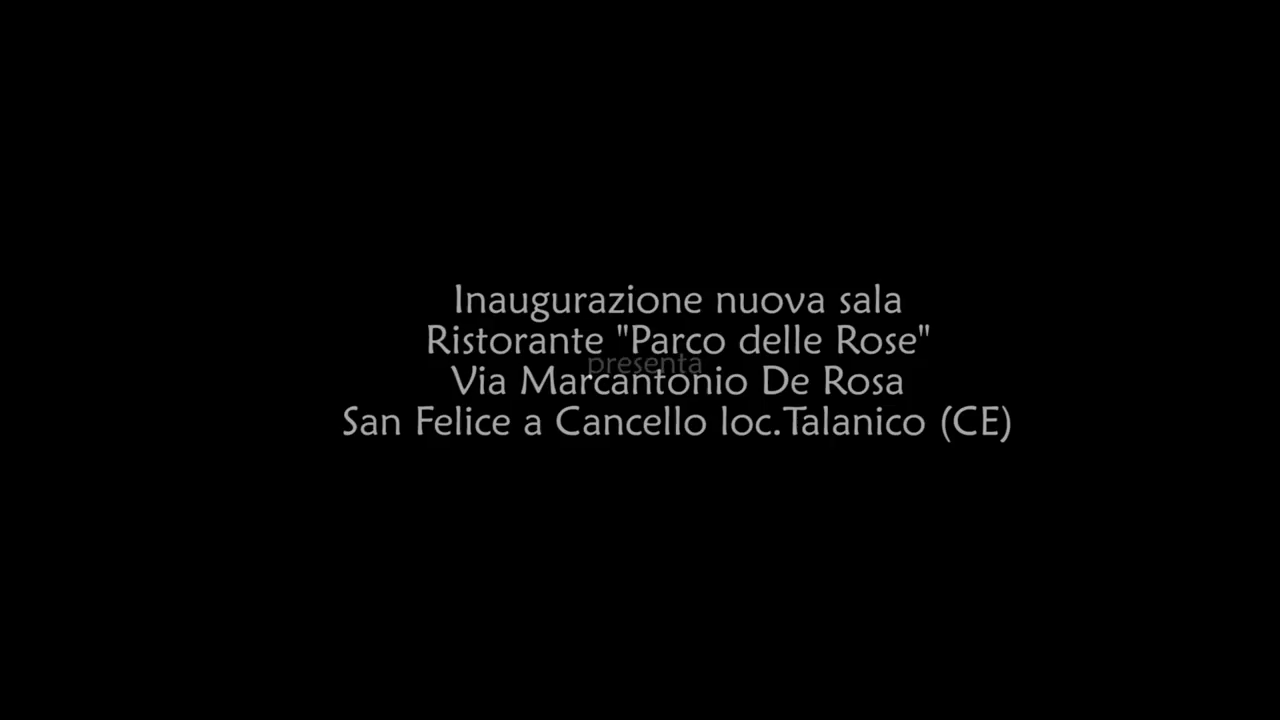 Inaugurazione nuova sala
Ristorante "Parco delle Rose"
presenta
Via Marcantonio De Rosa
San Felice a Cancello loc.Talanico (CE)